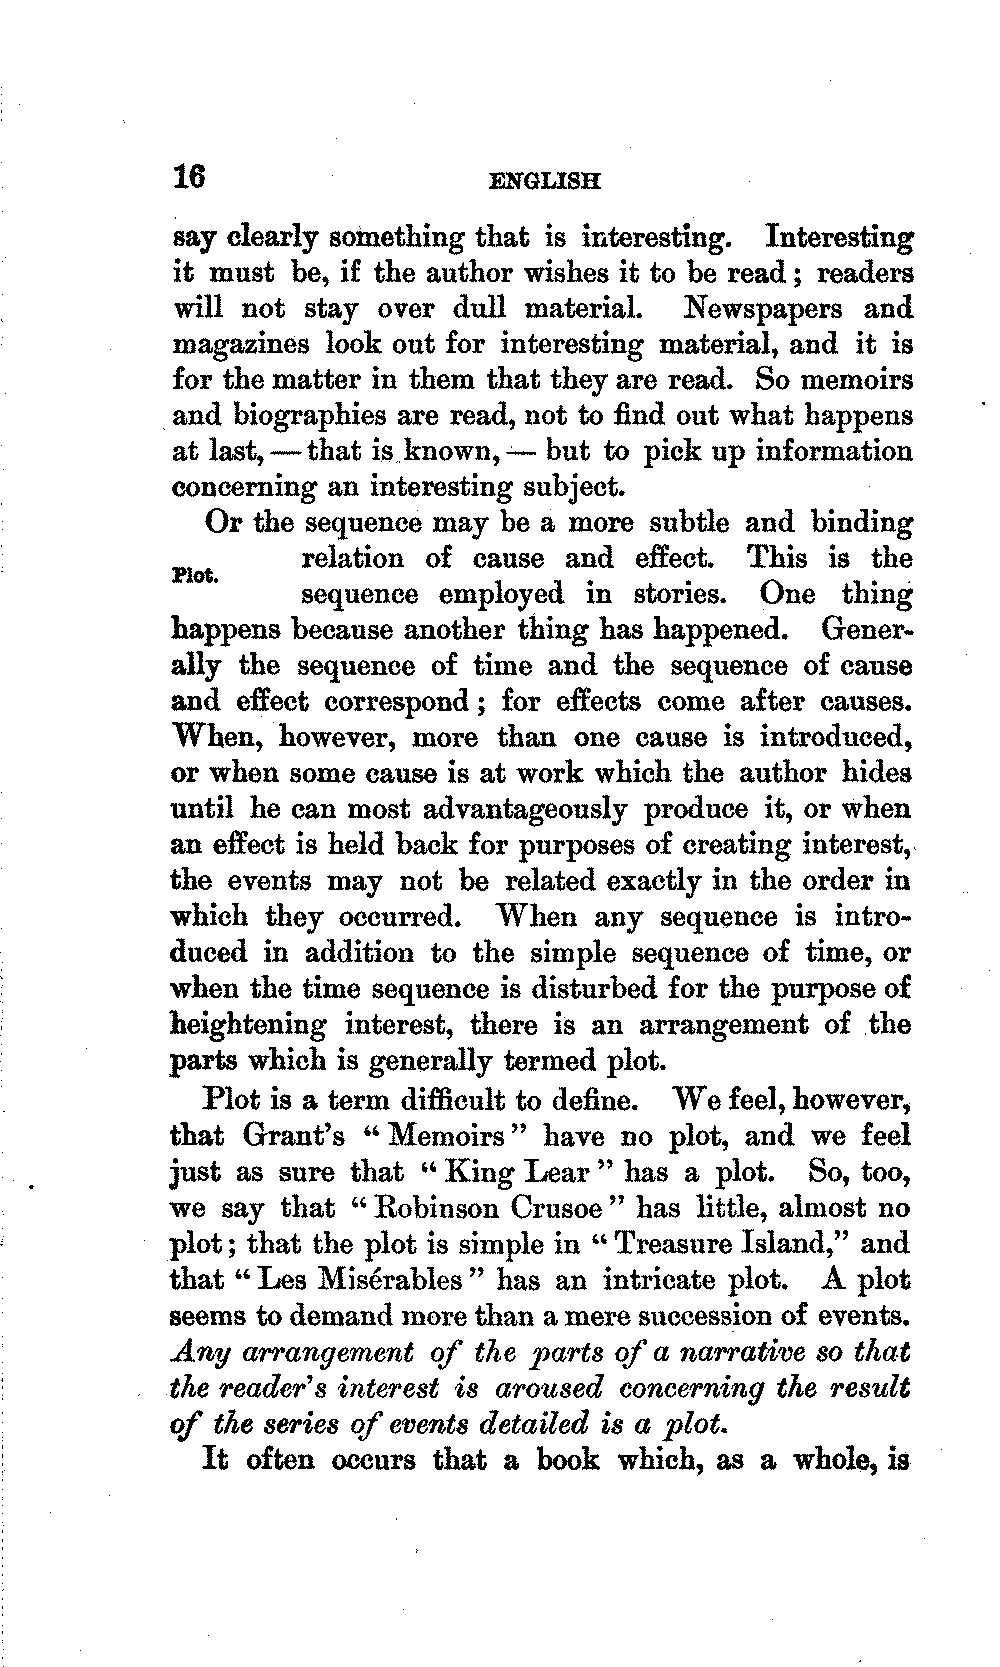 16 ENGLISH
say clearly something that is interesting. Interesting
it must be, if the author wishes it to be read; readers
will not stay over dull material. Newspapers and
magazines look out for interesting material, and it is
for the matter in them that they are read. So memoirs
and biographies are read, not to find out what happens
at last,—that is known,— but to pick up information
concerning an interesting subject.
Or the sequence may be a more subtle and binding
relation of cause and effect. This is the
Plot.
sequence employed in stories. One thing
happens because another thing has happened. Gener-
ally the sequence of time and the sequence of cause
and effect correspond; for effects come after causes.
When, however, more than one cause is introduced,
or when some cause is at work which the author hides
until he can most advantageously produce it, or when
an effect is held back for purposes of creating interest,
the events may not be related exactly in the order in
which they occurred. When any sequence is intro-
duced in addition to the simple sequence of time, or
when the time sequence is disturbed for the purpose of
heightening interest, there is an arrangement of the
parts which is generally termed plot.
Plot is a term difficult to define. We feel, however,
that Grant's "Memoirs" have no plot, and we feel
just as sure that "King Lear" has a plot. So, too,
we say that "Robinson Crusoe" has little, almost no
plot; that the plot is simple in "Treasure Island," and
that "Les Misérables" has an intricate plot. A plot
seems to demand more than a mere succession of events.
Any arrangement of the parts of a narrative so that
the reader's interest is aroused concerning the result
of the series of events detailed is a plot.
It often occurs that a book which, as a whole, is